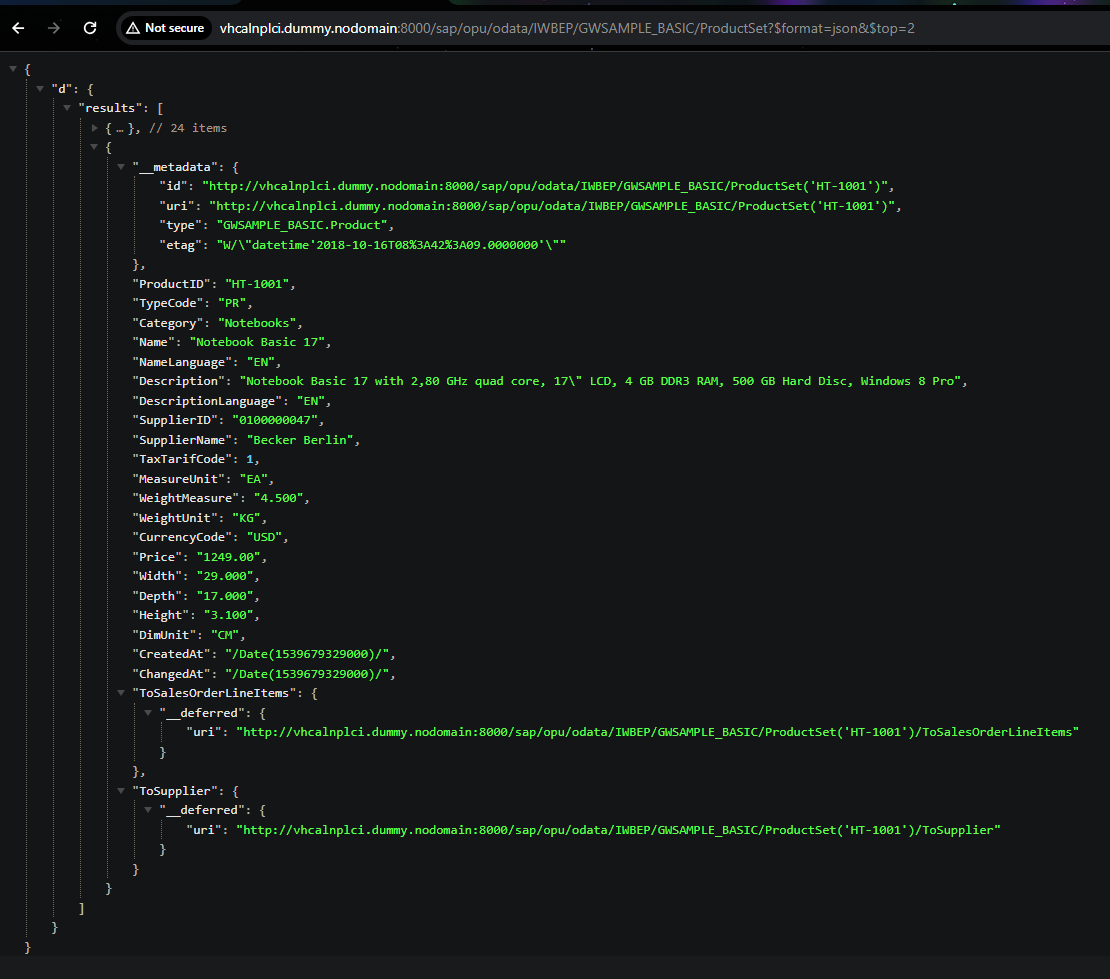 Not secure vhcalnplci.dummy.nodomain:8000/sap/opu/odata/IWBEP/GWSAMPLE_BASIC/ProductSet?$format=json&$top=2
{
"d": {
"results": [
{ … }, // 24 items
{
"__metadata": {
"id": "http://vhcalnplci.dummy.nodomain:8000/sap/opu/odata/IWBEP/GWSAMPLE_BASIC/ProductSet('HT-1001')",
"uri": "http://vhcalnplci.dummy.nodomain:8000/sap/opu/odata/IWBEP/GWSAMPLE_BASIC/ProductSet('HT-1001')",
"type": "GWSAMPLE_BASIC.Product",
"etag": "W/\"datetime'2018-10-16T08%3A42%3A09.0000000'\""
},
"ProductID": "HT-1001",
"TypeCode": "PR",
"Category": "Notebooks",
"Name": "Notebook Basic 17",
"NameLanguage": "EN",
"Description": "Notebook Basic 17 with 2,80 GHz quad core, 17\" LCD, 4 GB DDR3 RAM, 500 GB Hard Disc, Windows 8 Pro",
"DescriptionLanguage": "EN",
"SupplierID": "0100000047",
"SupplierName": "Becker Berlin",
"TaxTarifCode": 1,
"MeasureUnit": "EA",
"WeightMeasure": "4.500",
"WeightUnit": "KG",
"CurrencyCode": "USD",
"Price": "1249.00",
"Width": "29.000",
"Depth": "17.000",
"Height": "3.100",
"DimUnit": "CM",
"CreatedAt": "/Date(1539679329000)/",
"ChangedAt": "/Date(1539679329000)/",
"ToSalesOrderLineItems": {
"__deferred": {
"uri": "http://vhcalnplci.dummy.nodomain:8000/sap/opu/odata/IWBEP/GWSAMPLE_BASIC/ProductSet('HT-1001')/ToSalesOrderLineItems"
}
},
"ToSupplier": {
"__deferred": {
"uri": "http://vhcalnplci.dummy.nodomain:8000/sap/opu/odata/IWBEP/GWSAMPLE_BASIC/ProductSet('HT-1001')/ToSupplier"
}
}
}
]
}
}